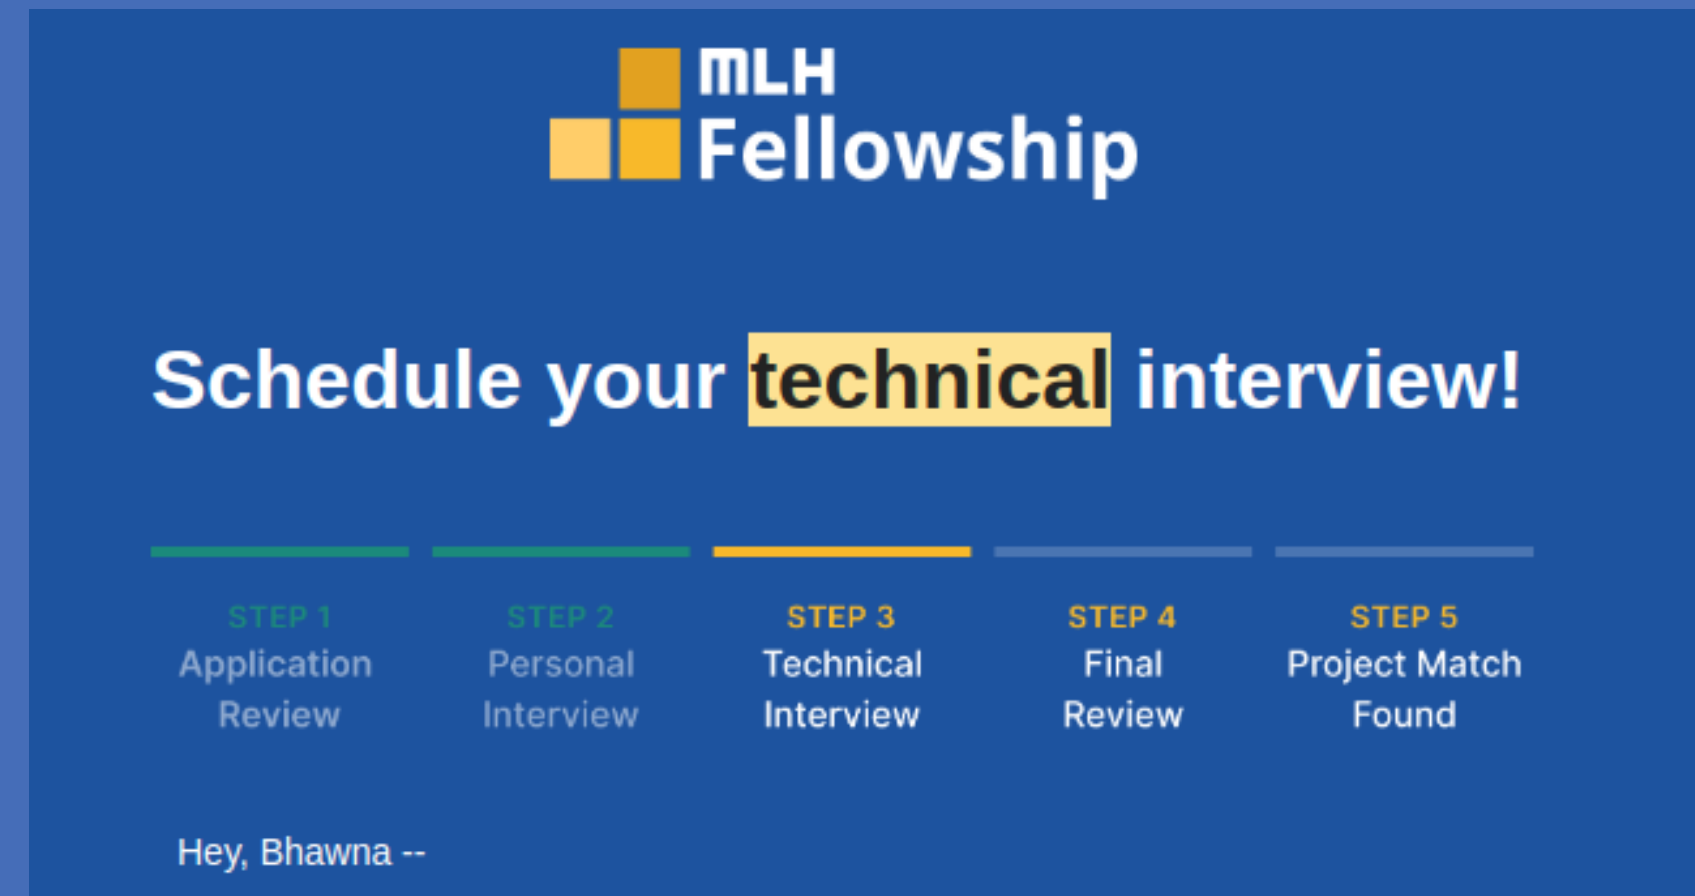 MLH
Fellowship
Schedule your technical interview!
STEP 1
Application
Review
STEP 2
Personal
Interview
STEP 3
Technical
Interview
STEP 4
Final
Review
STEP 5
Project Match
Found
Hey, Bhawna --